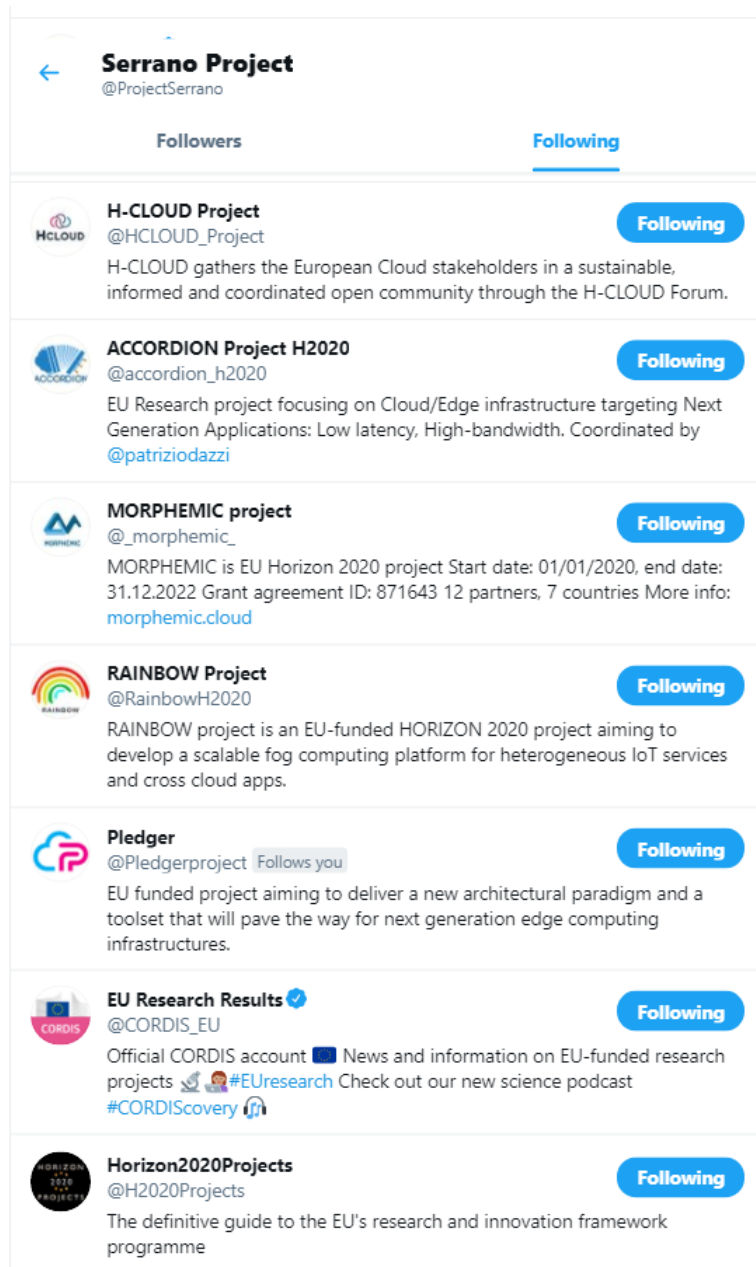 Serrano Project
@ProjectSerrano
Followers
Following
HCLOUD
H-CLOUD Project
@HCLOUD_Project
Following
H-CLOUD gathers the European Cloud stakeholders in a sustainable,
informed and coordinated open community through the H-CLOUD Forum.
ACCORDION
ACCORDION Project H2020
@accordion_h2020
Following
EU Research project focusing on Cloud/Edge infrastructure targeting Next
Generation Applications: Low latency, High-bandwidth. Coordinated by
@patriziodazzi
MORPHEMIC
MORPHEMIC project
@_morphemic_
Following
MORPHEMIC is EU Horizon 2020 project Start date: 01/01/2020, end date:
31.12.2022 Grant agreement ID: 871643 12 partners, 7 countries More info:
morphemic.cloud
RAINBOW
RAINBOW Project
@RainbowH2020
Following
RAINBOW project is an EU-funded HORIZON 2020 project aiming to
develop a scalable fog computing platform for heterogeneous IoT services
and cross cloud apps.
Pledger
@Pledgerproject Follows you
Following
EU funded project aiming to deliver a new architectural paradigm and a
toolset that will pave the way for next generation edge computing
infrastructures.
CORDIS
EU Research Results
@CORDIS_EU
Following
Official CORDIS account 🇪🇺 News and information on EU-funded research
projects 🔬 👩🏽‍💻#EUresearch Check out our new science podcast
#CORDIScovery 🎧
HORIZON
2020
PROJECTS
Horizon2020Projects
@H2020Projects
Following
The definitive guide to the EU's research and innovation framework
programme